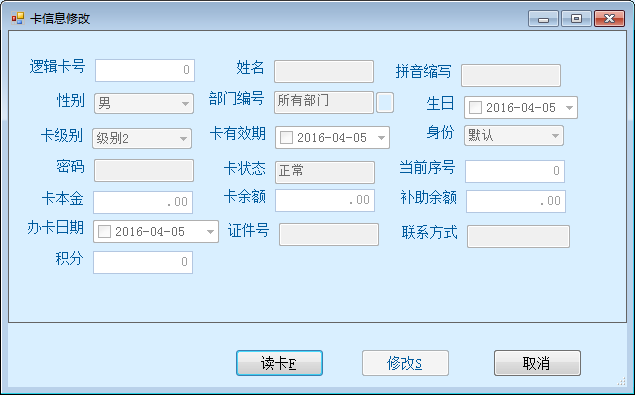 卡信息修改
逻辑卡号 0 姓名 拼音缩写
性别 男 部门编号 所有部门 生日 2016-04-05
卡级别 级别2 卡有效期 2016-04-05 身份 默认
密码 卡状态 正常 当前序号 0
卡本金 .00 卡余额 .00 补助余额 .00
办卡日期 2016-04-05 证件号 联系方式
积分 0
读卡F 修改S 取消